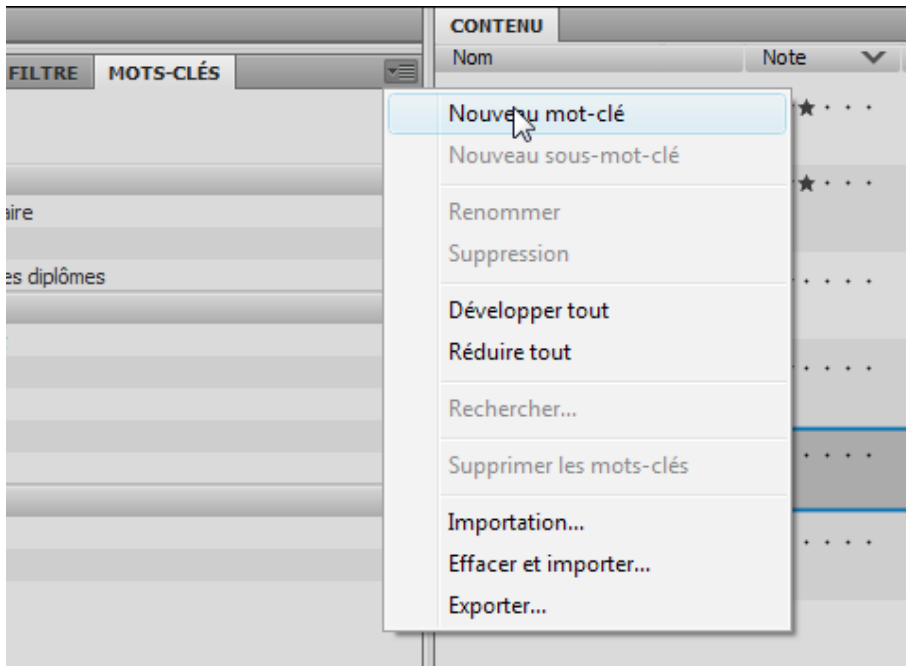 CONTENU
Nom Note
FILTRE MOTS-CLÉS
Nouveau mot-clé
Nouveau sous-mot-clé
aire
Renommer
Suppression
es diplômes
Développer tout
Réduire tout
Rechercher...
Supprimer les mots-clés
Importation...
Effacer et importer...
Exporter...